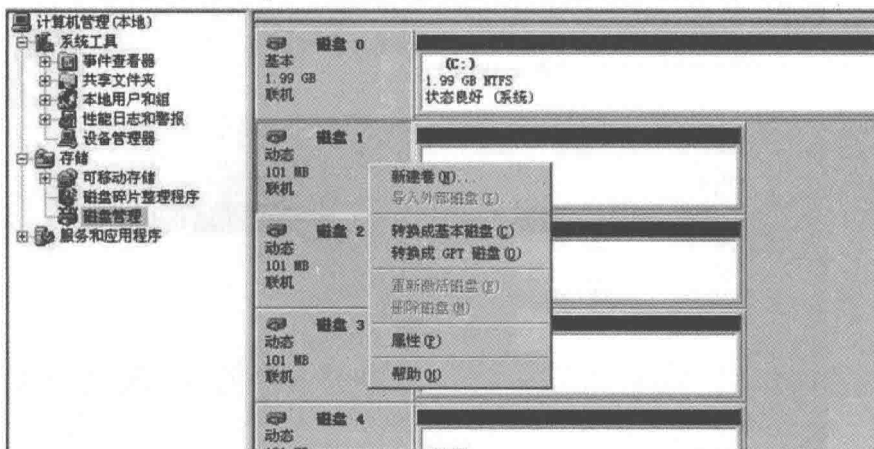 计算机管理(本地)
系统工具
事件查看器
共享文件夹
本地用户和组
性能日志和警报
设备管理器
存储
可移动存储
磁盘碎片整理程序
磁盘管理
服务和应用程序
磁盘 0
基本
1.99 GB
联机
(C:)
1.99 GB NTFS
状态良好 (系统)
磁盘 1
动态
101 MB
联机
新建卷(N)...
导入外部磁盘(I)...
转换成基本磁盘(C)
转换成 GPT 磁盘(O)
重新激活磁盘(E)
删除磁盘(M)
属性(P)
帮助(H)
磁盘 2
动态
101 MB
联机
磁盘 3
动态
101 MB
联机
磁盘 4
动态